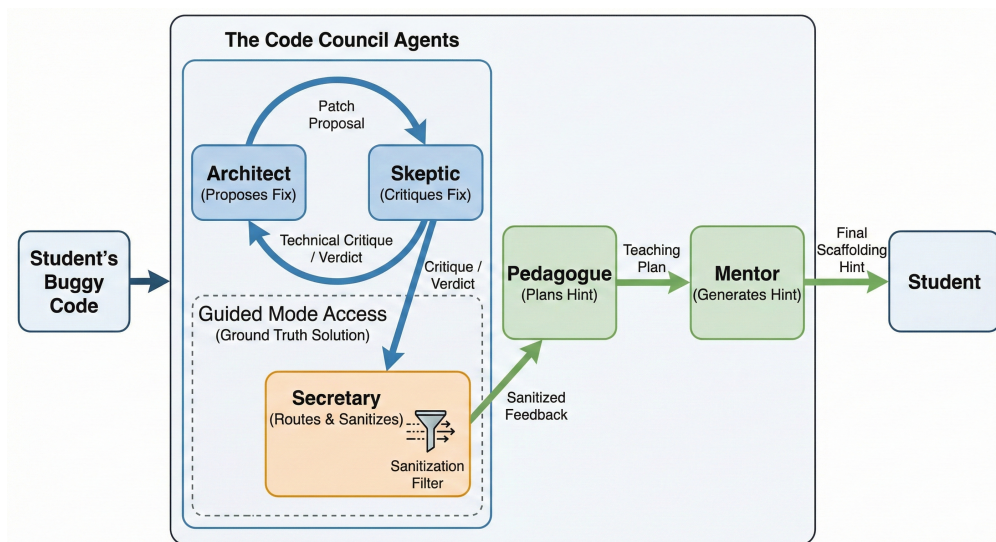 The Code Council Agents
Patch
Proposal
Architect
(Proposes Fix)
Skeptic
(Critiques Fix)
Technical Critique
/ Verdict
Critique /
Verdict
Student's
Buggy
Code
Guided Mode Access
(Ground Truth Solution)
Secretary
(Routes & Sanitizes)
Sanitization
Filter
Sanitized
Feedback
Pedagogue
(Plans Hint)
Teaching
Plan
Mentor
(Generates Hint)
Final
Scaffolding
Hint
Student